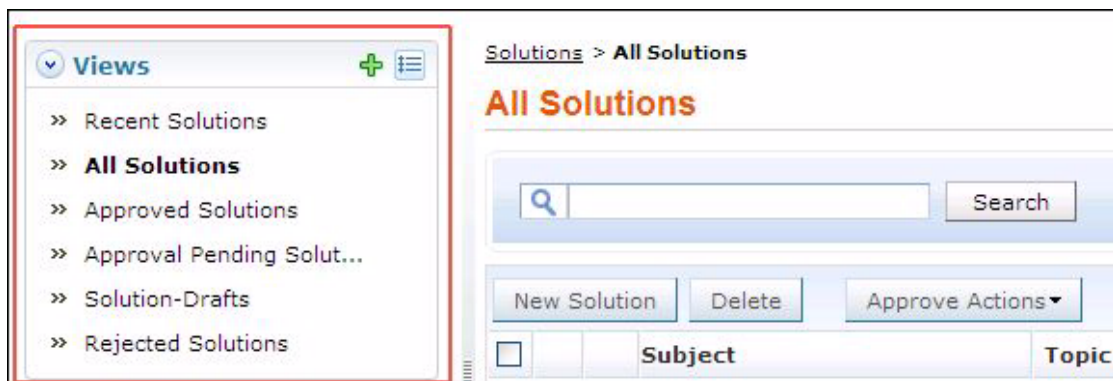 Views
» Recent Solutions
» All Solutions
» Approved Solutions
» Approval Pending Solut...
» Solution-Drafts
» Rejected Solutions
Solutions > All Solutions
All Solutions
Search
New Solution Delete Approve Actions
Subject Topic